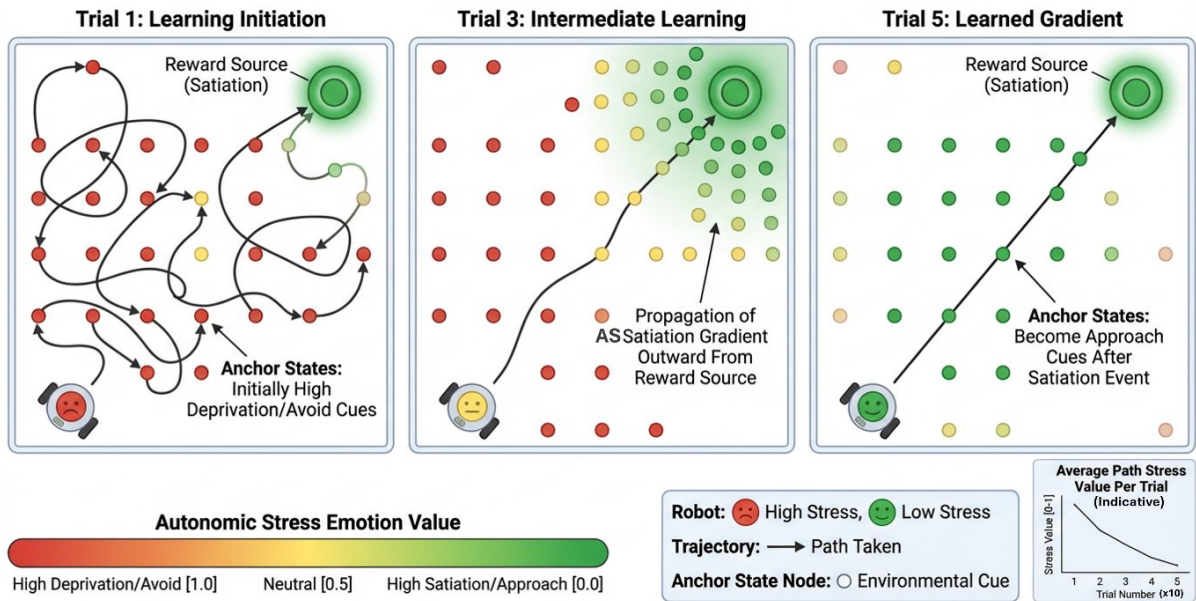 Trial 1: Learning Initiation
Reward Source
(Satiation)
Anchor States:
Initially High
Deprivation/Avoid Cues
Trial 3: Intermediate Learning
Propagation of
AS Satiation Gradient
Outward From
Reward Source
Trial 5: Learned Gradient
Reward Source
(Satiation)
Anchor States:
Become Approach
Cues After
Satiation Event
Autonomic Stress Emotion Value
High Deprivation/Avoid [1.0] Neutral [0.5] High Satiation/Approach [0.0]
Robot: High Stress, Low Stress
Trajectory: Path Taken
Anchor State Node: Environmental Cue
Average Path Stress
Value Per Trial
(Indicative)
Stress Value [0-1]
1 2 3 4 5
Trial Number (x10)